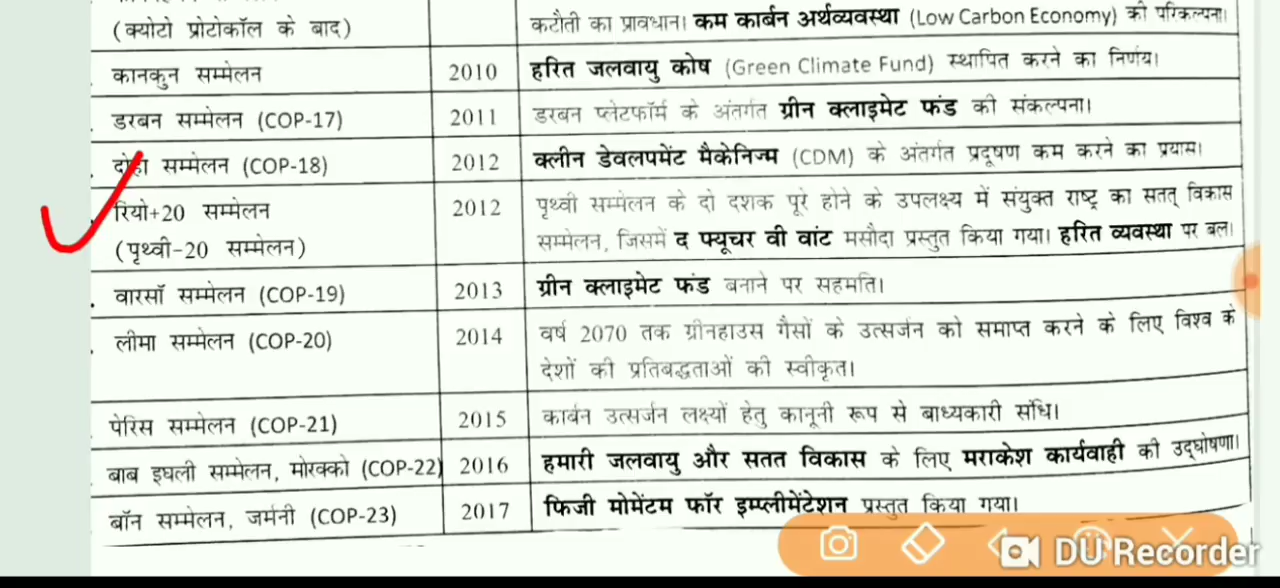 (क्योटो प्रोटोकॉल के बाद)
कटौती का प्रावधान। कम कार्बन अर्थव्यवस्था (Low Carbon Economy) की परिकल्पना।
कानकुन सम्मेलन 2010 हरित जलवायु कोष (Green Climate Fund) स्थापित करने का निर्णय।
डरबन सम्मेलन (COP-17) 2011 डरबन प्लेटफॉर्म के अंतर्गत ग्रीन क्लाइमेट फंड की संकल्पना।
दोहा सम्मेलन (COP-18) 2012 क्लीन डेवलपमेंट मैकेनिज्म (CDM) के अंतर्गत प्रदूषण कम करने का प्रयास।
रियो+20 सम्मेलन 2012 पृथ्वी सम्मेलन के दो दशक पूरे होने के उपलक्ष्य में संयुक्त राष्ट्र का सतत् विकास
(पृथ्वी-20 सम्मेलन) सम्मेलन, जिसमें द फ्यूचर वी वांट मसौदा प्रस्तुत किया गया। हरित व्यवस्था पर बल।
वारसॉ सम्मेलन (COP-19) 2013 ग्रीन क्लाइमेट फंड बनाने पर सहमति।
लीमा सम्मेलन (COP-20) 2014 वर्ष 2070 तक ग्रीनहाउस गैसों के उत्सर्जन को समाप्त करने के लिए विश्व के
देशों की प्रतिबद्धताओं की स्वीकृत।
पेरिस सम्मेलन (COP-21) 2015 कार्बन उत्सर्जन लक्ष्यों हेतु कानूनी रूप से बाध्यकारी संधि।
बाब इघली सम्मेलन, मोरक्को (COP-22) 2016 हमारी जलवायु और सतत विकास के लिए मराकेश कार्यवाही की उद्घोषणा।
बॉन सम्मेलन, जर्मनी (COP-23) 2017 फिजी मोमेंटम फॉर इम्प्लीमेंटेशन प्रस्तुत किया गया।
DU Recorder